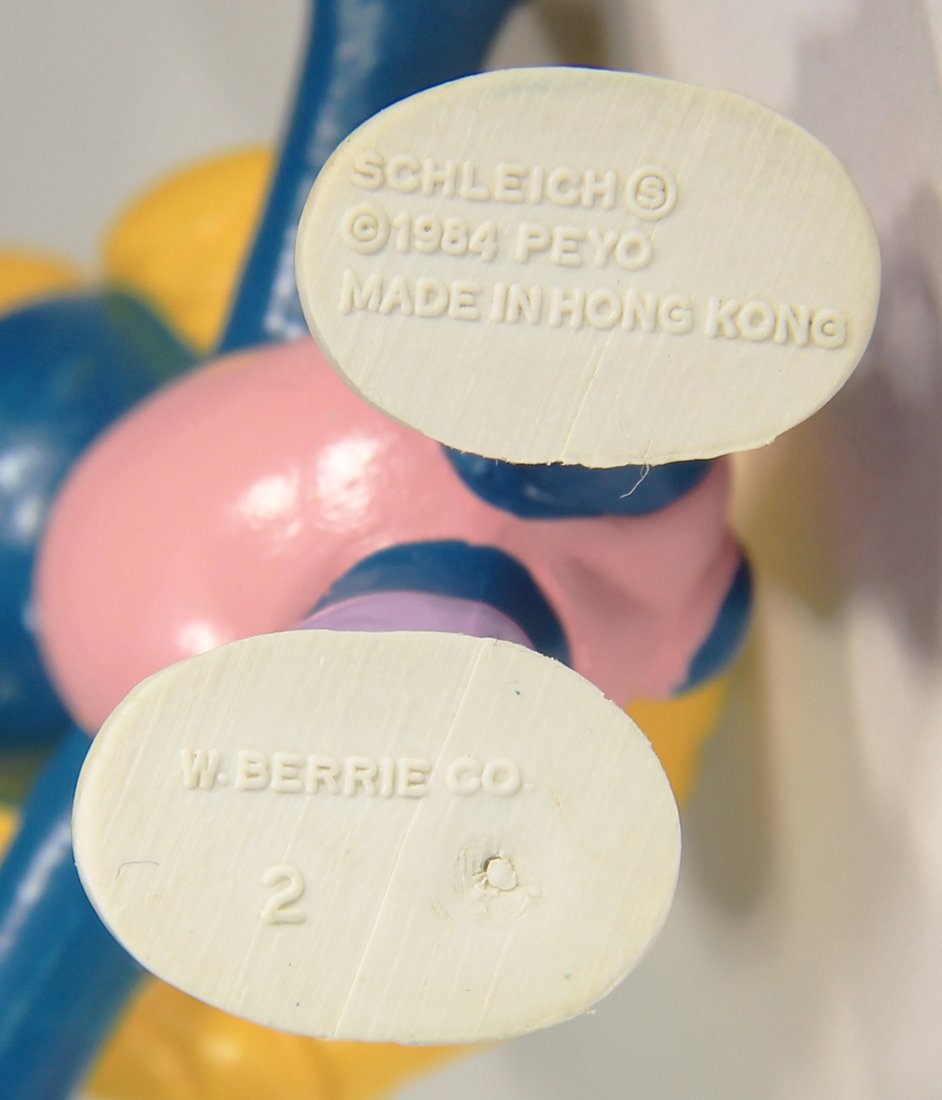 SCHLEICH Ⓢ
©1984 PEYO
MADE IN HONG KONG
W. BERRIE CO.
2